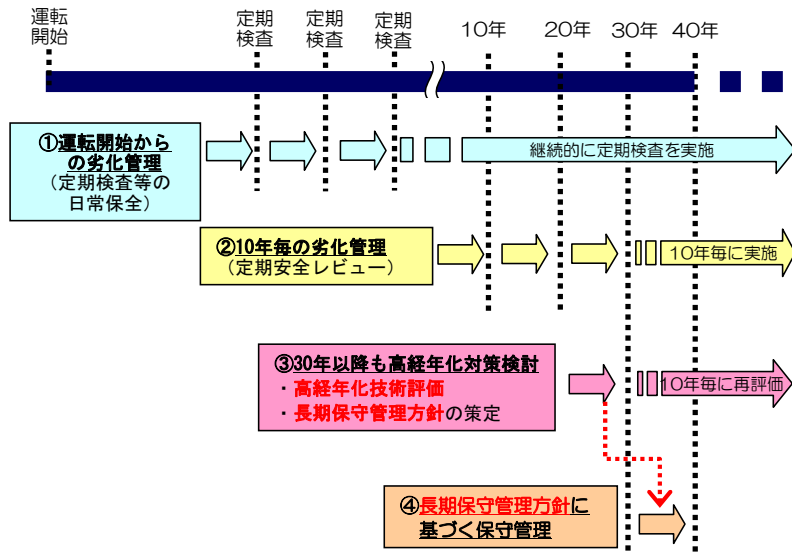 運転
開始
定期
検査
定期
検査
定期
検査
10年
20年
30年
40年
①運転開始から
の劣化管理
（定期検査等の
日常保全）
継続的に定期検査を実施
②10年毎の劣化管理
（定期安全レビュー）
10年毎に実施
③30年以降も高経年化対策検討
・高経年化技術評価
・長期保守管理方針の策定
10年毎に再評価
④長期保守管理方針に
基づく保守管理